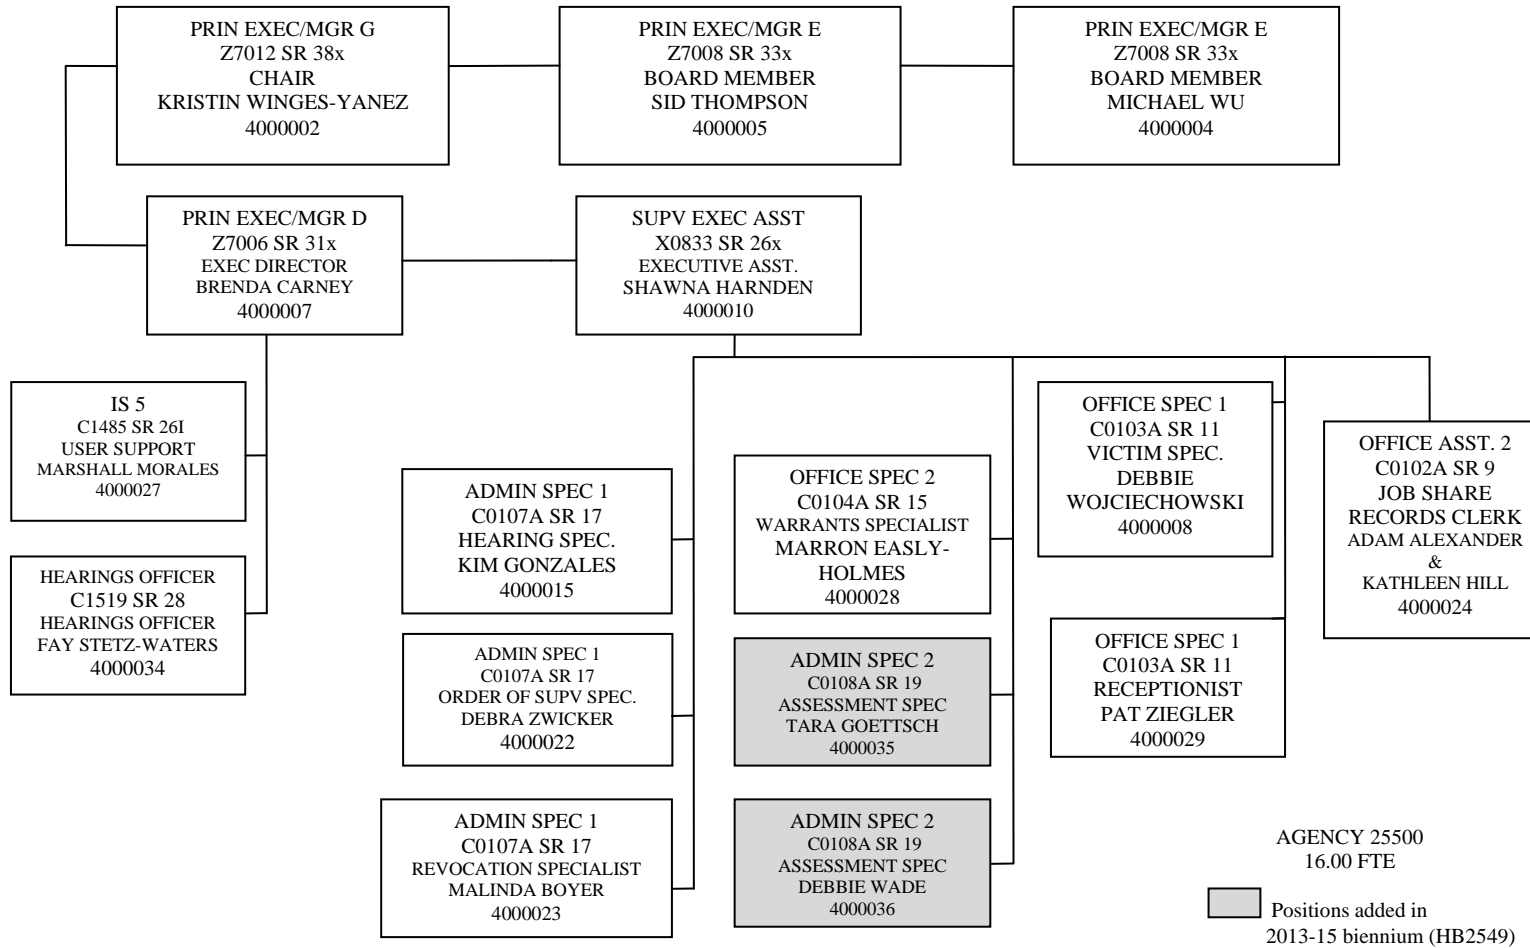 PRIN EXEC/MGR G
Z7012 SR 38x
CHAIR
KRISTIN WINGES-YANEZ
4000002
PRIN EXEC/MGR E
Z7008 SR 33x
BOARD MEMBER
SID THOMPSON
4000005
PRIN EXEC/MGR E
Z7008 SR 33x
BOARD MEMBER
MICHAEL WU
4000004
PRIN EXEC/MGR D
Z7006 SR 31x
EXEC DIRECTOR
BRENDA CARNEY
4000007
SUPV EXEC ASST
X0833 SR 26x
EXECUTIVE ASST.
SHAWNA HARNDEN
4000010
IS 5
C1485 SR 26I
USER SUPPORT
MARSHALL MORALES
4000027
HEARINGS OFFICER
C1519 SR 28
HEARINGS OFFICER
FAY STETZ-WATERS
4000034
ADMIN SPEC 1
C0107A SR 17
HEARING SPEC.
KIM GONZALES
4000015
ADMIN SPEC 1
C0107A SR 17
ORDER OF SUPV SPEC.
DEBRA ZWICKER
4000022
ADMIN SPEC 1
C0107A SR 17
REVOCATION SPECIALIST
MALINDA BOYER
4000023
OFFICE SPEC 2
C0104A SR 15
WARRANTS SPECIALIST
MARRON EASLY-
HOLMES
4000028
ADMIN SPEC 2
C0108A SR 19
ASSESSMENT SPEC
TARA GOETTSCH
4000035
ADMIN SPEC 2
C0108A SR 19
ASSESSMENT SPEC
DEBBIE WADE
4000036
OFFICE SPEC 1
C0103A SR 11
VICTIM SPEC.
DEBBIE
WOJCIECHOWSKI
4000008
OFFICE SPEC 1
C0103A SR 11
RECEPTIONIST
PAT ZIEGLER
4000029
OFFICE ASST. 2
C0102A SR 9
JOB SHARE
RECORDS CLERK
ADAM ALEXANDER
&
KATHLEEN HILL
4000024
AGENCY 25500
16.00 FTE
Positions added in
2013-15 biennium (HB2549)